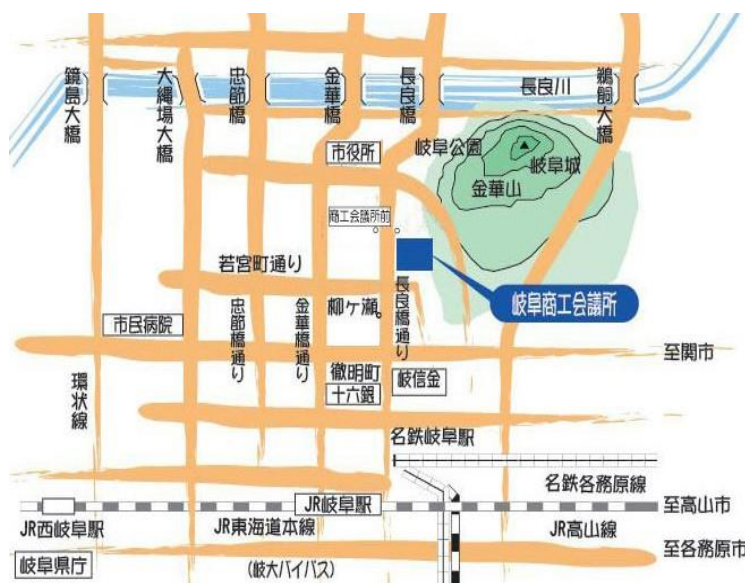 鏡島大橋
大縄場大橋
忠節橋
金華橋
長良橋
長良川
鵜飼大橋
市役所
岐阜公園
岐阜城
金華山
商工会議所前
若宮町通り
岐阜商工会議所
柳ヶ瀬
長良橋通り
市民病院
忠節橋通り
金華橋通り
至関市
環状線
徹明町
十六銀
岐信金
名鉄岐阜駅
名鉄各務原線
JR岐阜駅
至高山市
JR西岐阜駅
JR東海道本線
JR高山線
岐阜県庁
(岐大バイパス)
至各務原市